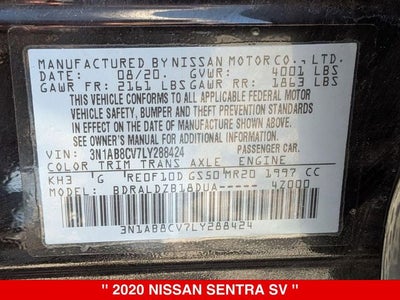 MANUFACTURED BY NISSAN MOTOR CO., LTD.
DATE: 08/20. GVWR: 4001 LBS
GAWR FR: 2161 LBS GAWR RR: 1863 LBS
THIS VEHICLE CONFORMS TO ALL APPLICABLE FEDERAL MOTOR
VEHICLE SAFETY, BUMPER AND THEFT PREVENTION STANDARDS IN
EFFECT ON THE DATE OF MANUFACTURE SHOWN ABOVE.
*SEE OWNER'S MANUAL FOR ADDITIONAL INFORMATION.
VIN: 3N1AB8CV7LY288424 PASSENGER CAR
COLOR TRIM TRANS AXLE ENGINE
KH3 G RE0F10D GS50 MR20 1997 CC
MODEL: BDRALDZB18DUA----- 47000
3N1AB8CV7LY288424
" 2020 NISSAN SENTRA SV "